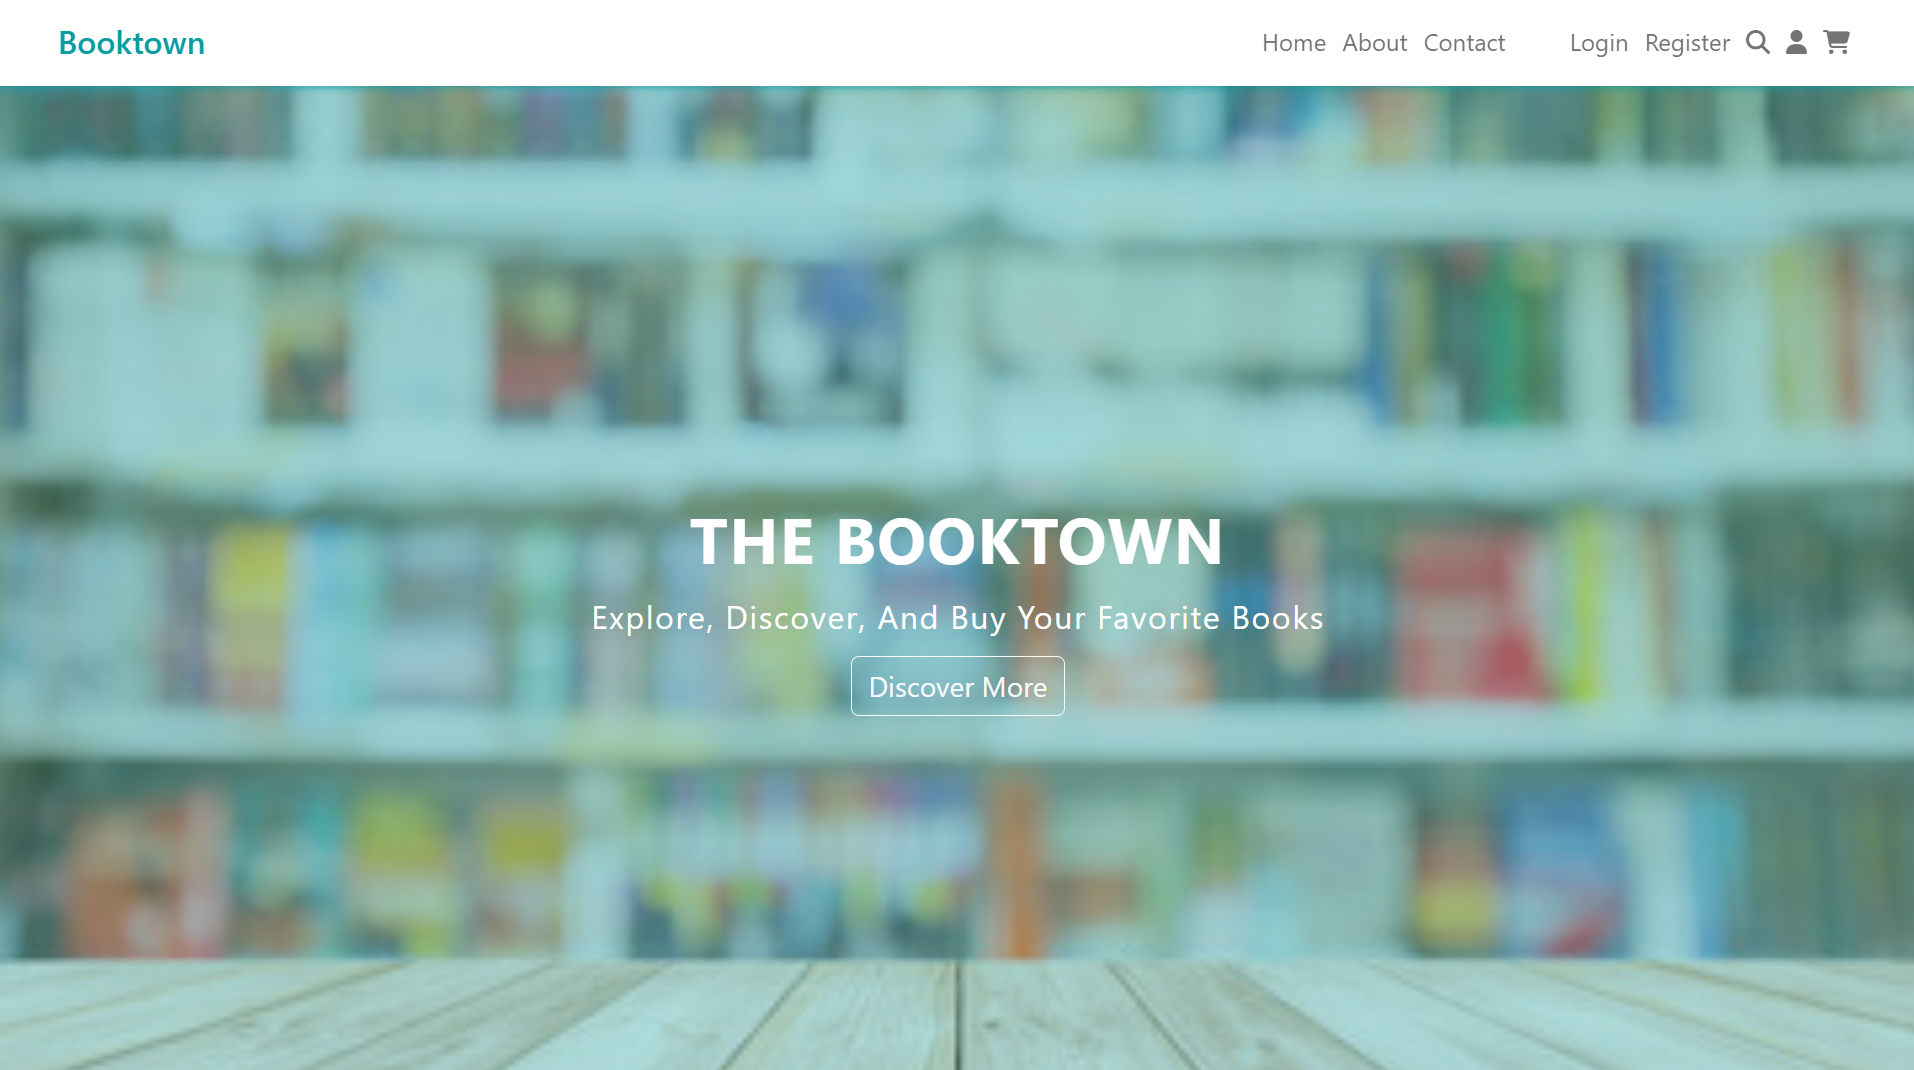 Booktown
Home About Contact Login Register
THE BOOKTOWN
Explore, Discover, And Buy Your Favorite Books
Discover More